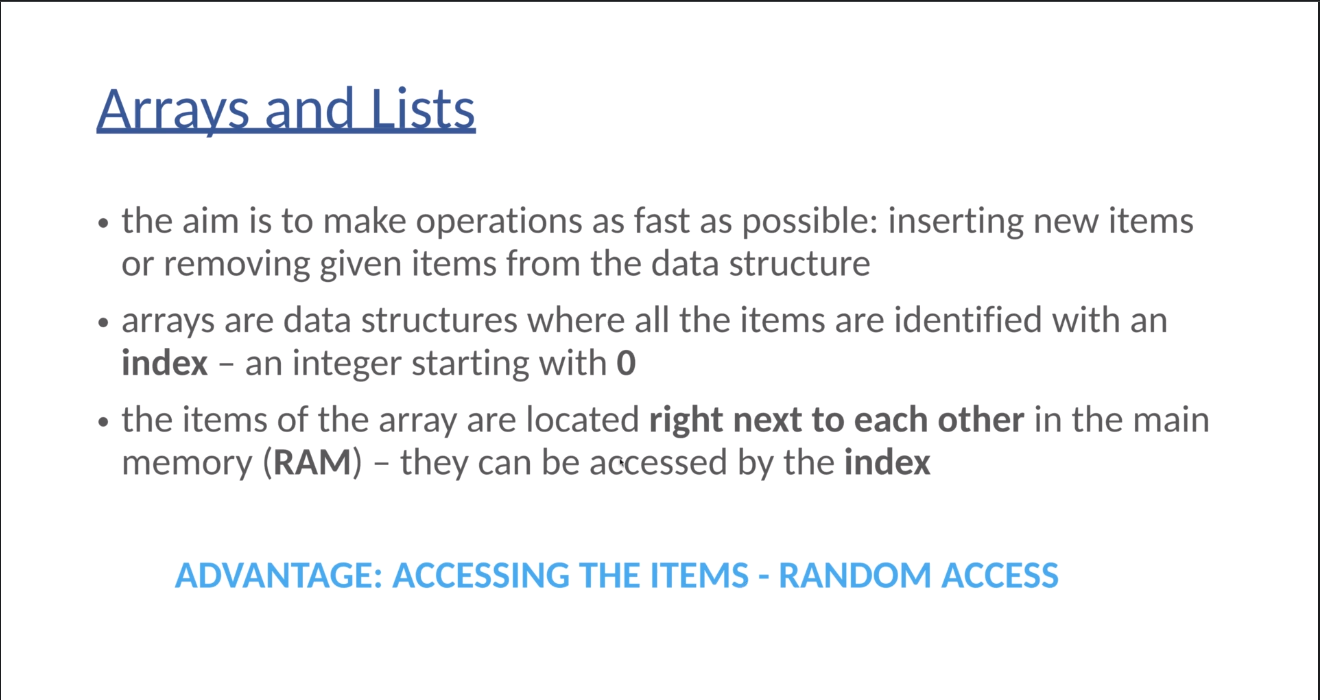 Arrays and Lists
• the aim is to make operations as fast as possible: inserting new items
or removing given items from the data structure
• arrays are data structures where all the items are identified with an
index – an integer starting with 0
• the items of the array are located right next to each other in the main
memory (RAM) – they can be accessed by the index
ADVANTAGE: ACCESSING THE ITEMS - RANDOM ACCESS